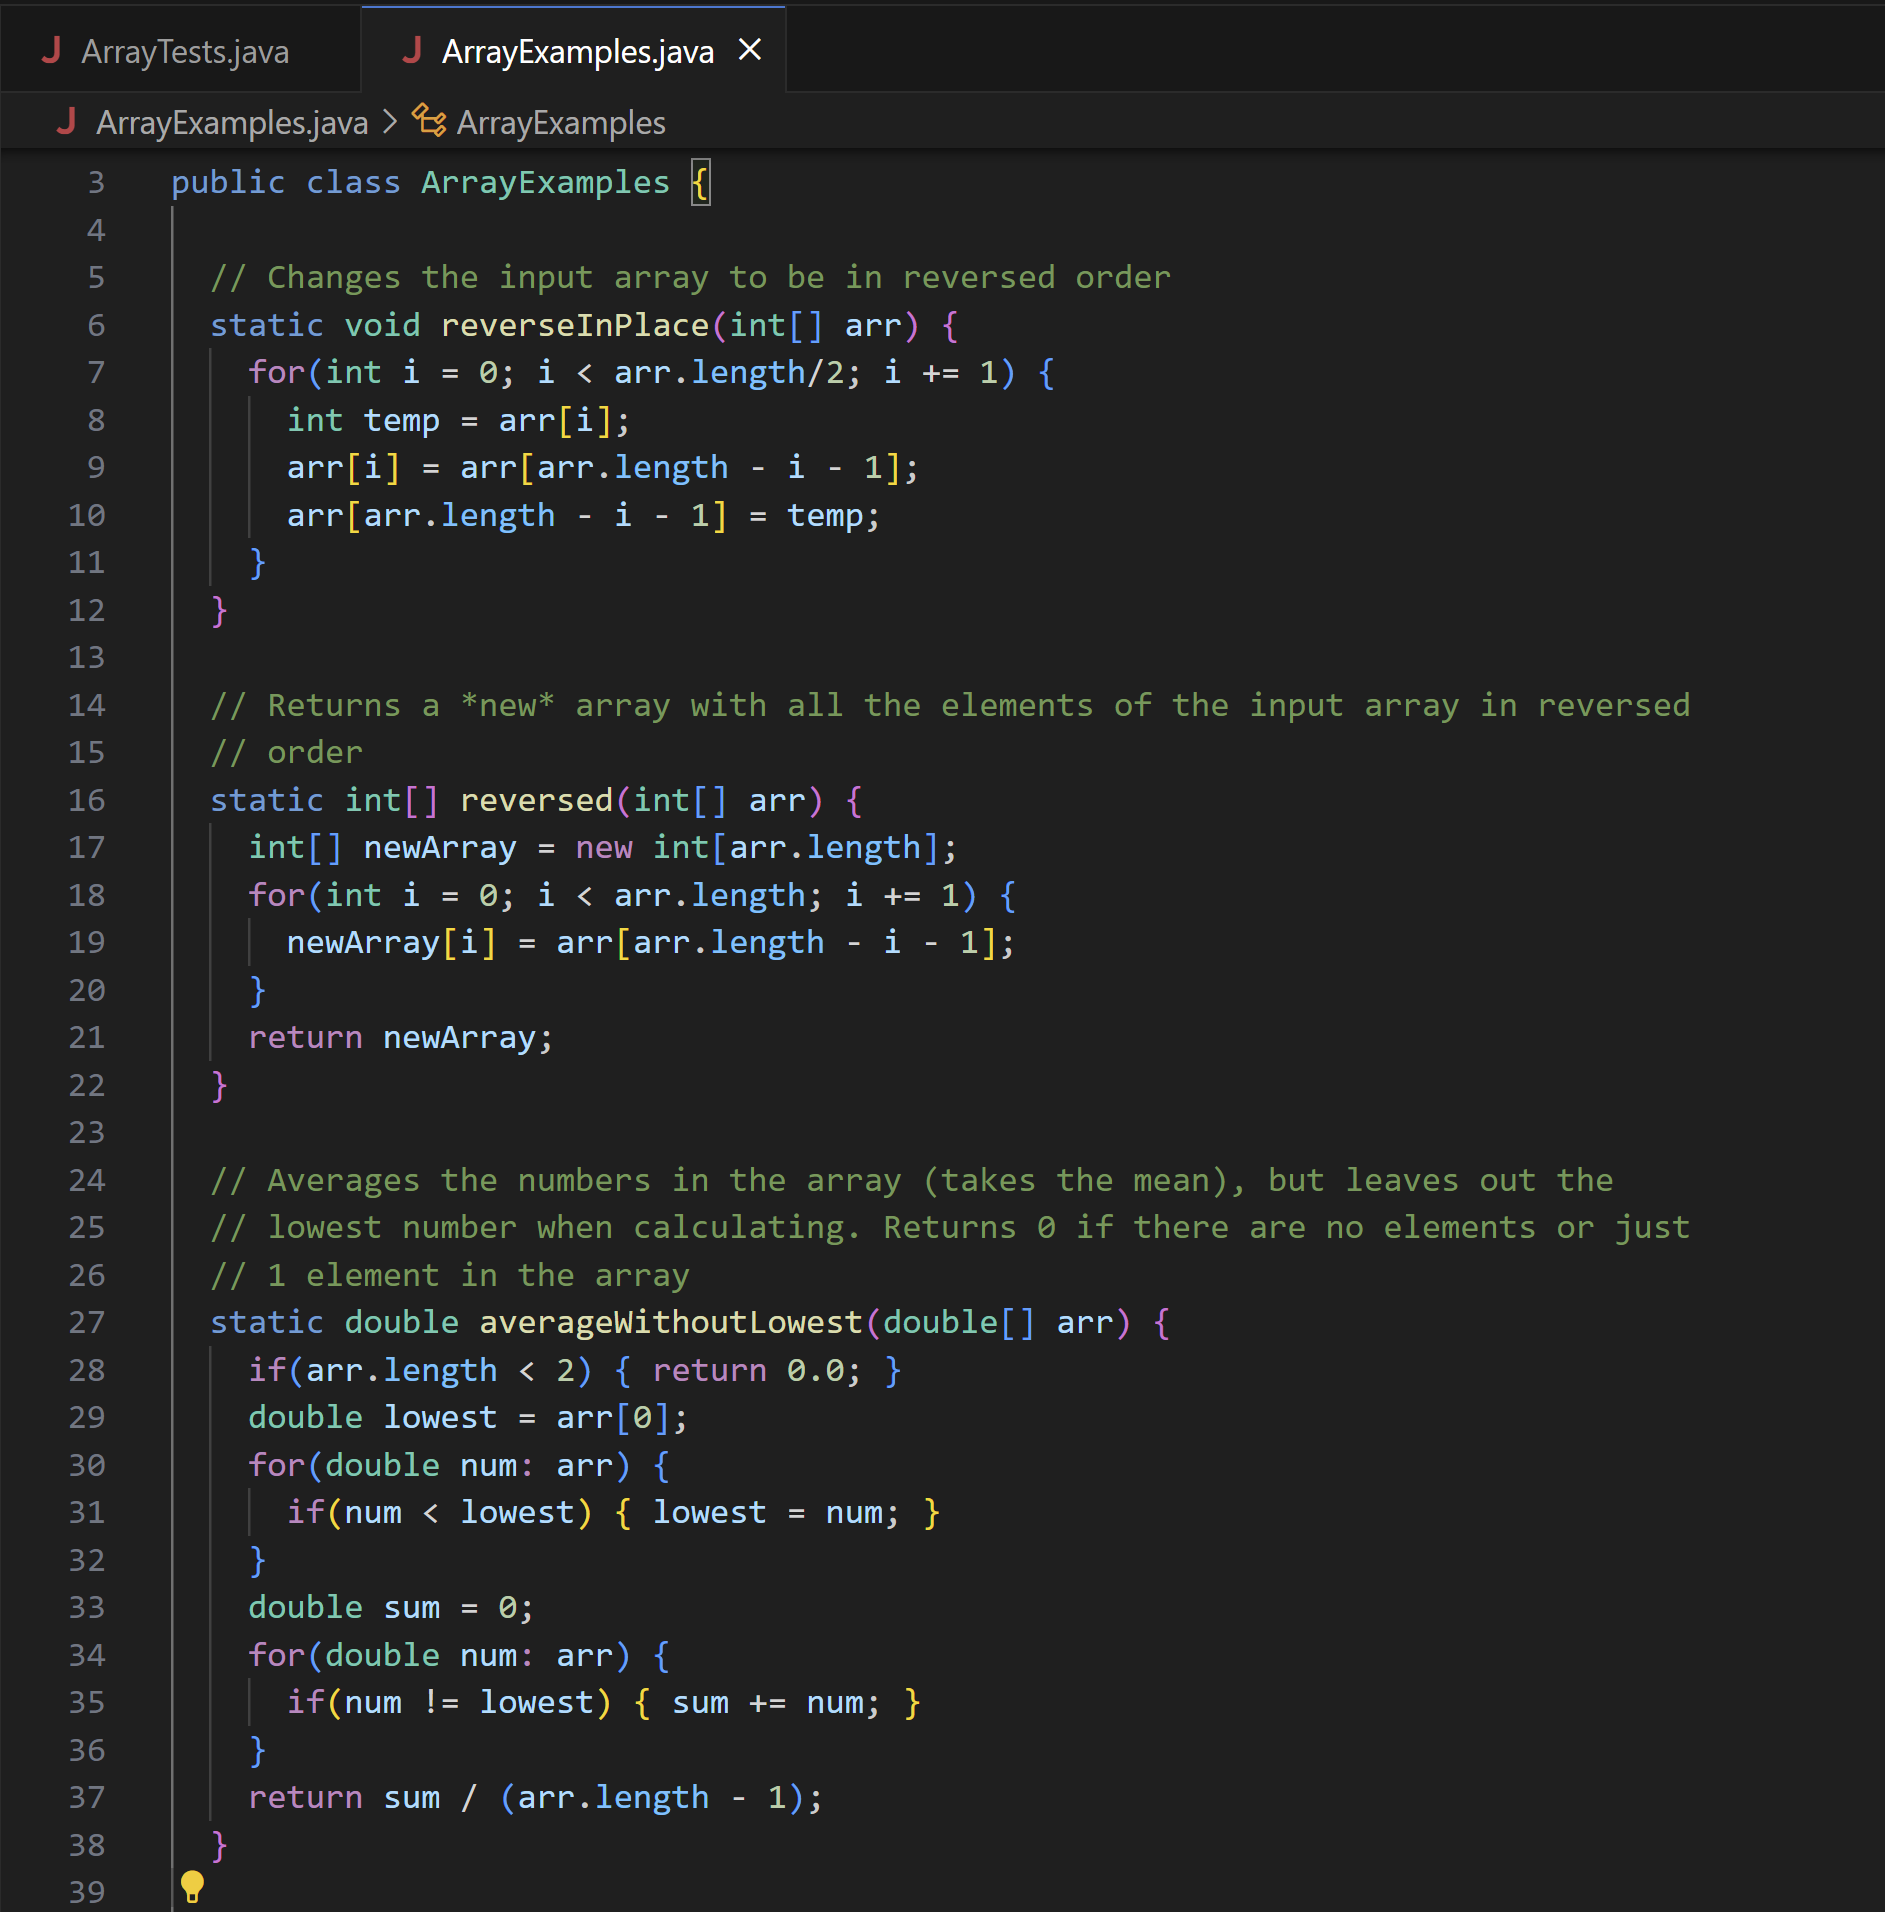 ArrayTests.java
ArrayExamples.java
ArrayExamples.java > ArrayExamples
3 public class ArrayExamples {
4
5 // Changes the input array to be in reversed order
6 static void reverseInPlace(int[] arr) {
7 for(int i = 0; i < arr.length/2; i += 1) {
8 int temp = arr[i];
9 arr[i] = arr[arr.length - i - 1];
10 arr[arr.length - i - 1] = temp;
11 }
12 }
13
14 // Returns a *new* array with all the elements of the input array in reversed
15 // order
16 static int[] reversed(int[] arr) {
17 int[] newArray = new int[arr.length];
18 for(int i = 0; i < arr.length; i += 1) {
19 newArray[i] = arr[arr.length - i - 1];
20 }
21 return newArray;
22 }
23
24 // Averages the numbers in the array (takes the mean), but leaves out the
25 // lowest number when calculating. Returns 0 if there are no elements or just
26 // 1 element in the array
27 static double averageWithoutLowest(double[] arr) {
28 if(arr.length < 2) { return 0.0; }
29 double lowest = arr[0];
30 for(double num: arr) {
31 if(num < lowest) { lowest = num; }
32 }
33 double sum = 0;
34 for(double num: arr) {
35 if(num != lowest) { sum += num; }
36 }
37 return sum / (arr.length - 1);
38 }
39